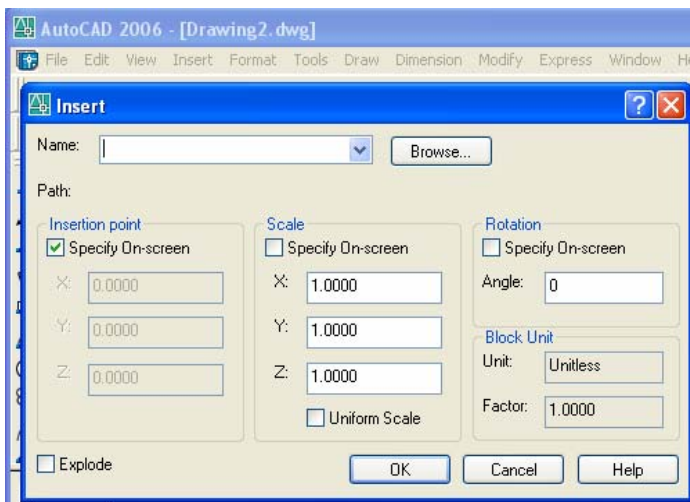 AutoCAD 2006 - [Drawing2.dwg]
File Edit View Insert Format Tools Draw Dimension Modify Express Window
Insert
Name: Browse...
Path:
Insertion point Scale Rotation
Specify On-screen Specify On-screen Specify On-screen
X: 0.0000 X: 1.0000 Angle: 0
Y: 0.0000 Y: 1.0000 Block Unit
Z: 0.0000 Z: 1.0000 Unit: Unitless
Uniform Scale Factor: 1.0000
Explode OK Cancel Help